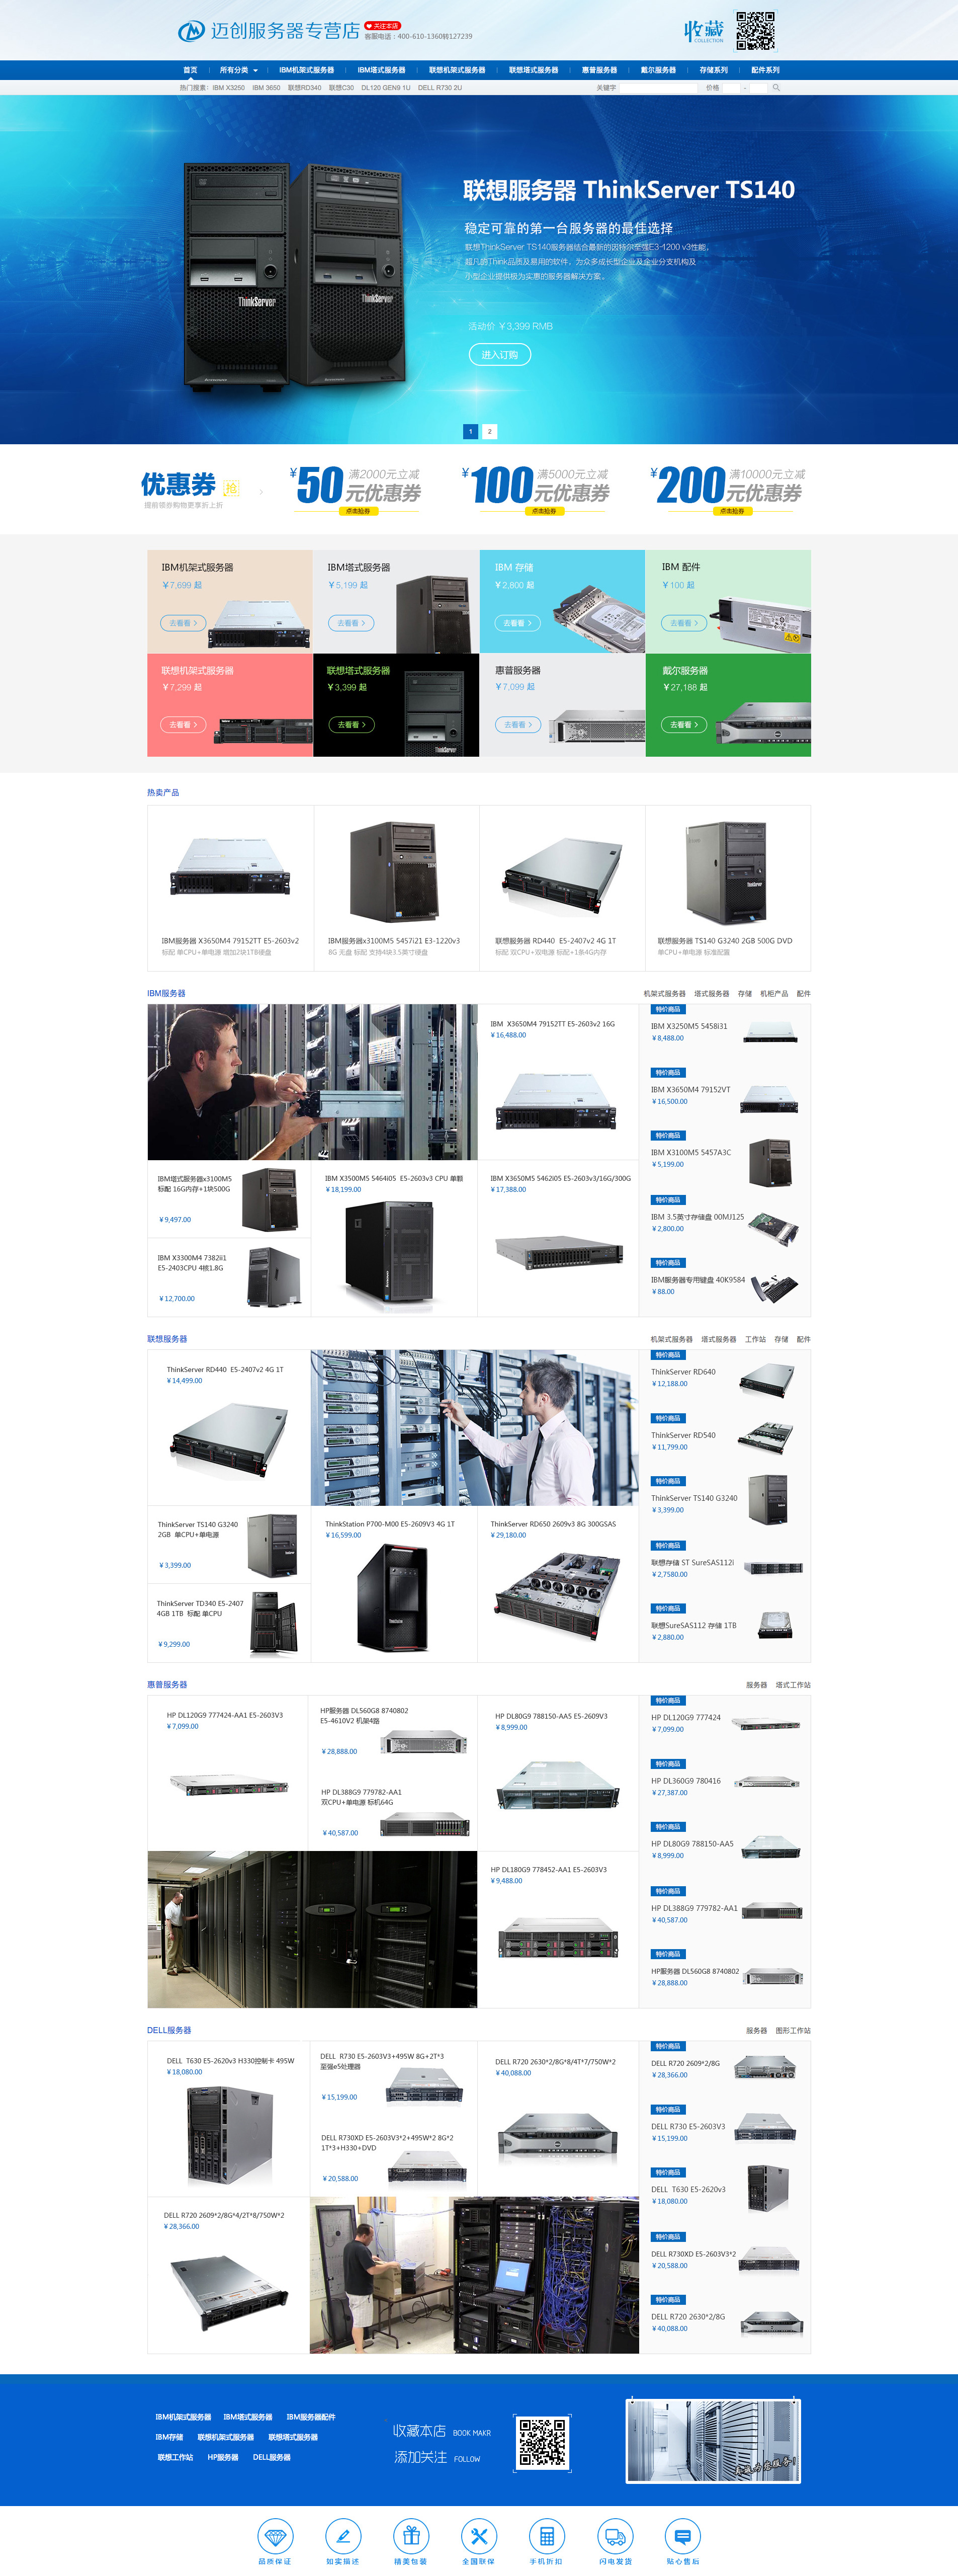 迈创服务器专营店
关注本店
客服电话：400-610-1360转127239
收藏
COLLECTION
首页
所有分类
IBM机架式服务器
IBM塔式服务器
联想机架式服务器
联想塔式服务器
惠普服务器
戴尔服务器
存储系列
配件系列
热门搜素： IBM X3250 IBM 3650 联想RD340 联想C30 DL120 GEN9 1U DELL R730 2U
关键字
价格 -
联想服务器 ThinkServer TS140
稳定可靠的第一台服务器的最佳选择
联想ThinkServer TS140服务器结合最新的因特尔至强E3-1200 v3性能，
超凡的Think品质及易用的软件，为众多成长型企业及企业分支机构及
小型企业提供极为实惠的服务器解决方案。
活动价 ￥3,399 RMB
进入订购
ThinkServer
ThinkServer
1 2
优惠券 抢
提前领劵购物更享折上折
¥50 满2000元立减
元优惠券
点击抢券
¥100 满5000元立减
元优惠券
点击抢券
¥200 满10000元立减
元优惠券
点击抢券
IBM机架式服务器
￥7,699 起
去看看
IBM塔式服务器
￥5,199 起
去看看
IBM 存储
￥2,800 起
去看看
IBM 配件
￥100 起
去看看
联想机架式服务器
￥7,299 起
去看看
联想塔式服务器
￥3,399 起
去看看
ThinkServer
惠普服务器
￥7,099 起
去看看
戴尔服务器
￥27,188 起
去看看
热卖产品
IBM服务器 X3650M4 79152TT E5-2603v2
标配 单CPU+单电源 增加2块1TB硬盘
IBM服务器x3100M5 5457i21 E3-1220v3
8G 无盘 标配 支持4块3.5英寸硬盘
联想服务器 RD440 E5-2407v2 4G 1T
标配 双CPU+双电源 标配+1条4G内存
联想服务器 TS140 G3240 2GB 500G DVD
单CPU+单电源 标准配置
IBM服务器
机架式服务器 塔式服务器 存储 机柜产品 配件
IBM X3650M4 79152TT E5-2603v2 16G
￥16,488.00
IBM塔式服务器x3100M5
标配 16G内存+1块500G
￥9,497.00
IBM X3300M4 7382ii1
E5-2403CPU 4核1.8G
￥12,700.00
IBM X3500M5 5464i05 E5-2603v3 CPU 单颗
￥18,199.00
IBM X3650M5 5462i05 E5-2603v3/16G/300G
￥17,388.00
特价商品
IBM X3250M5 5458i31
￥8,488.00
特价商品
IBM X3650M4 79152VT
￥16,500.00
特价商品
IBM X3100M5 5457A3C
￥5,199.00
特价商品
IBM 3.5英寸存储盘 00MJ125
￥2,800.00
特价商品
IBM服务器专用键盘 40K9584
￥88.00
联想服务器
机架式服务器 塔式服务器 工作站 存储 配件
ThinkServer RD440 E5-2407v2 4G 1T
￥14,499.00
ThinkServer TS140 G3240
2GB 单CPU+单电源
￥3,399.00
ThinkServer TD340 E5-2407
4GB 1TB 标配 单CPU
￥9,299.00
ThinkStation P700-M00 E5-2609V3 4G 1T
￥16,599.00
ThinkServer RD650 2609v3 8G 300GSAS
￥29,180.00
特价商品
ThinkServer RD640
￥12,188.00
特价商品
ThinkServer RD540
￥11,799.00
特价商品
ThinkServer TS140 G3240
￥3,399.00
特价商品
联想存储 ST SureSAS112i
￥2,7580.00
特价商品
联想SureSAS112 存储 1TB
￥2,880.00
惠普服务器
服务器 塔式工作站
HP DL120G9 777424-AA1 E5-2603V3
￥7,099.00
HP服务器 DL560G8 8740802
E5-4610V2 机架4路
￥28,888.00
HP DL388G9 779782-AA1
双CPU+单电源 标机64G
￥40,587.00
HP DL80G9 788150-AA5 E5-2609V3
￥8,999.00
HP DL180G9 778452-AA1 E5-2603V3
￥9,488.00
特价商品
HP DL120G9 777424
￥7,099.00
特价商品
HP DL360G9 780416
￥27,387.00
特价商品
HP DL80G9 788150-AA5
￥8,999.00
特价商品
HP DL388G9 779782-AA1
￥40,587.00
特价商品
HP服务器 DL560G8 8740802
￥28,888.00
DELL服务器
服务器 图形工作站
DELL T630 E5-2620v3 H330控制卡 495W
￥18,080.00
DELL R730 E5-2603V3+495W 8G+2T*3
至强e5处理器
￥15,199.00
DELL R730XD E5-2603V3*2+495W*2 8G*2
1T*3+H330+DVD
￥20,588.00
DELL R720 2630*2/8G*8/4T*7/750W*2
￥40,088.00
DELL R720 2609*2/8G*4/2T*8/750W*2
￥28,366.00
特价商品
DELL R720 2609*2/8G
￥28,366.00
特价商品
DELL R730 E5-2603V3
￥15,199.00
特价商品
DELL T630 E5-2620v3
￥18,080.00
特价商品
DELL R730XD E5-2603V3*2
￥20,588.00
特价商品
DELL R720 2630*2/8G
￥40,088.00
IBM机架式服务器 IBM塔式服务器 IBM服务器配件
IBM存储 联想机架式服务器 联想塔式服务器
联想工作站 HP服务器 DELL服务器
收藏本店 BOOK MAKR
添加关注 FOLLOW
品质保证
如实描述
精美包装
全国联保
手机折扣
闪电发货
贴心售后